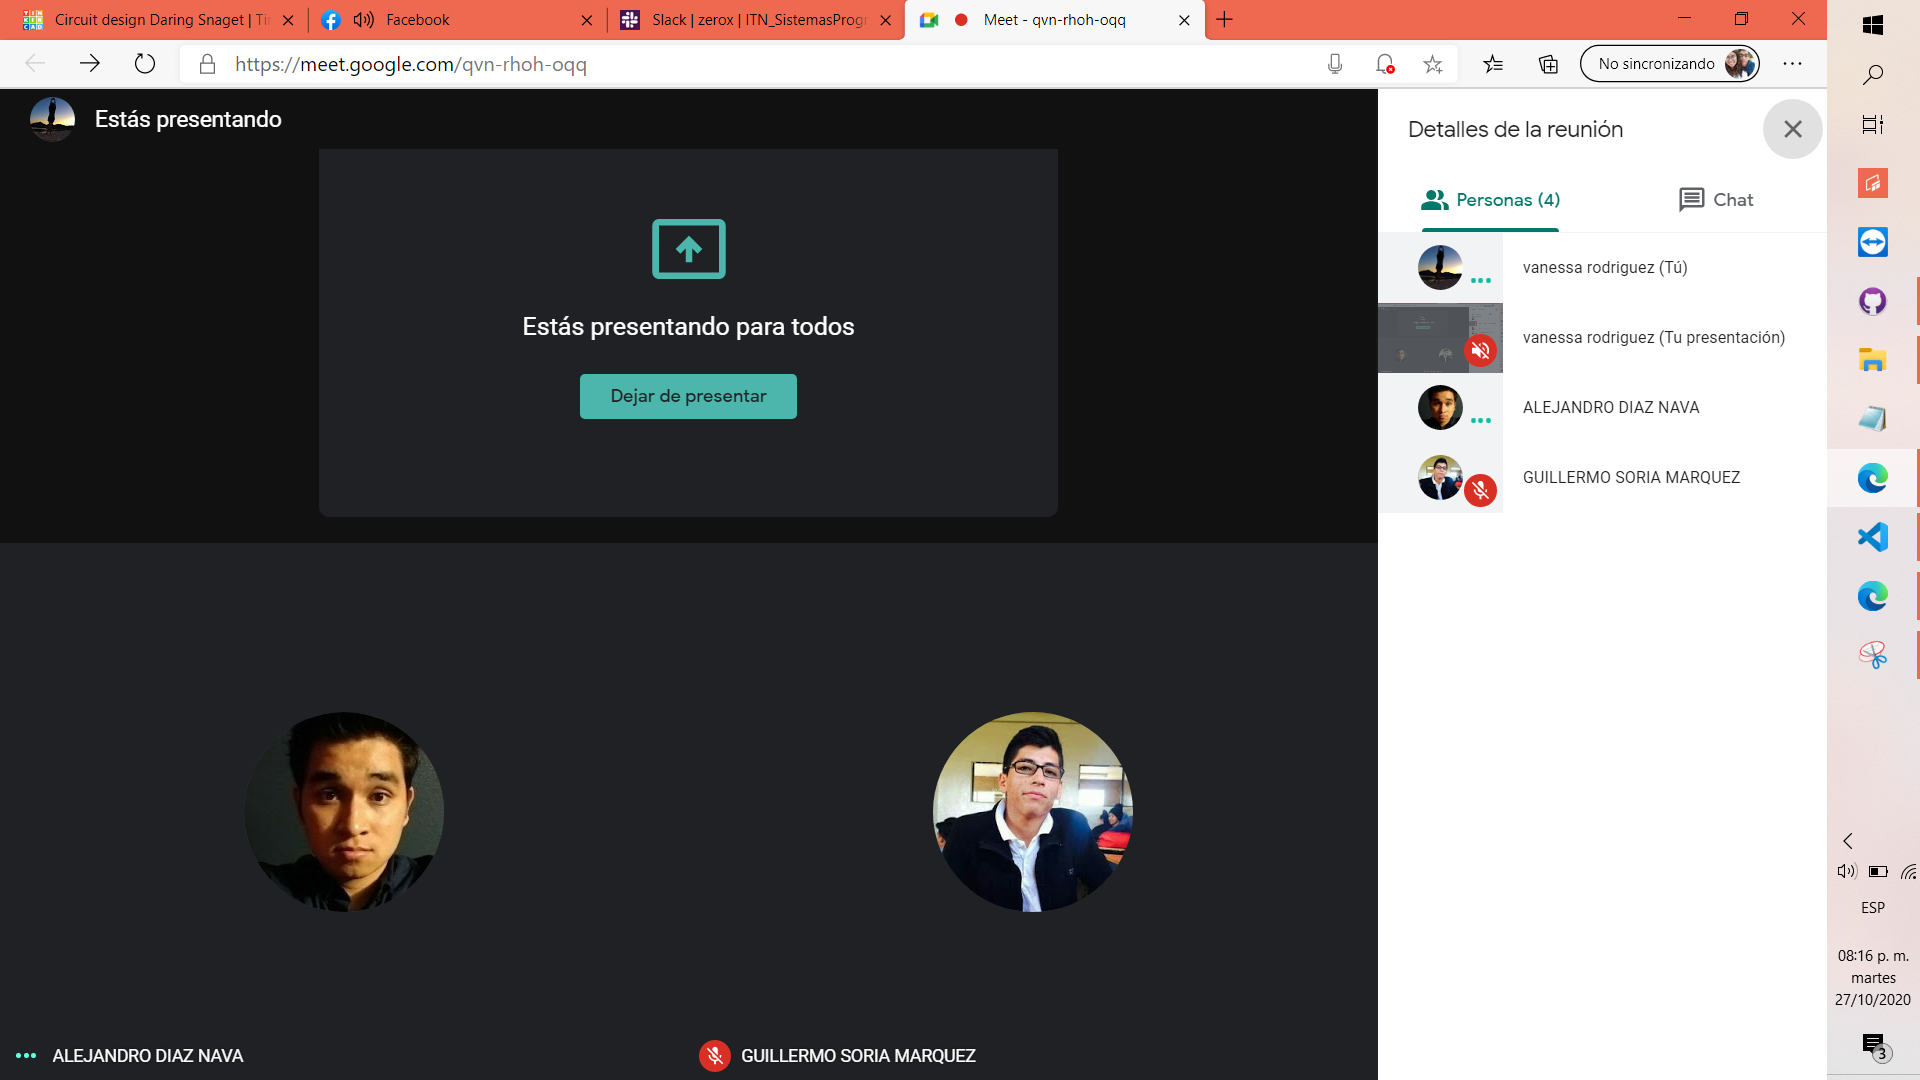 Circuit design Daring Snaget | Ti
Facebook
Slack | zerox | ITN_SistemasProgr
Meet - qvn-rhoh-oqq
https://meet.google.com/qvn-rhoh-oqq
No sincronizando
Estás presentando
Estás presentando para todos
Dejar de presentar
Detalles de la reunión
Personas (4)
Chat
vanessa rodriguez (Tú)
vanessa rodriguez (Tu presentación)
ALEJANDRO DIAZ NAVA
GUILLERMO SORIA MARQUEZ
ALEJANDRO DIAZ NAVA
GUILLERMO SORIA MARQUEZ
ESP
08:16 p. m.
martes
27/10/2020
3